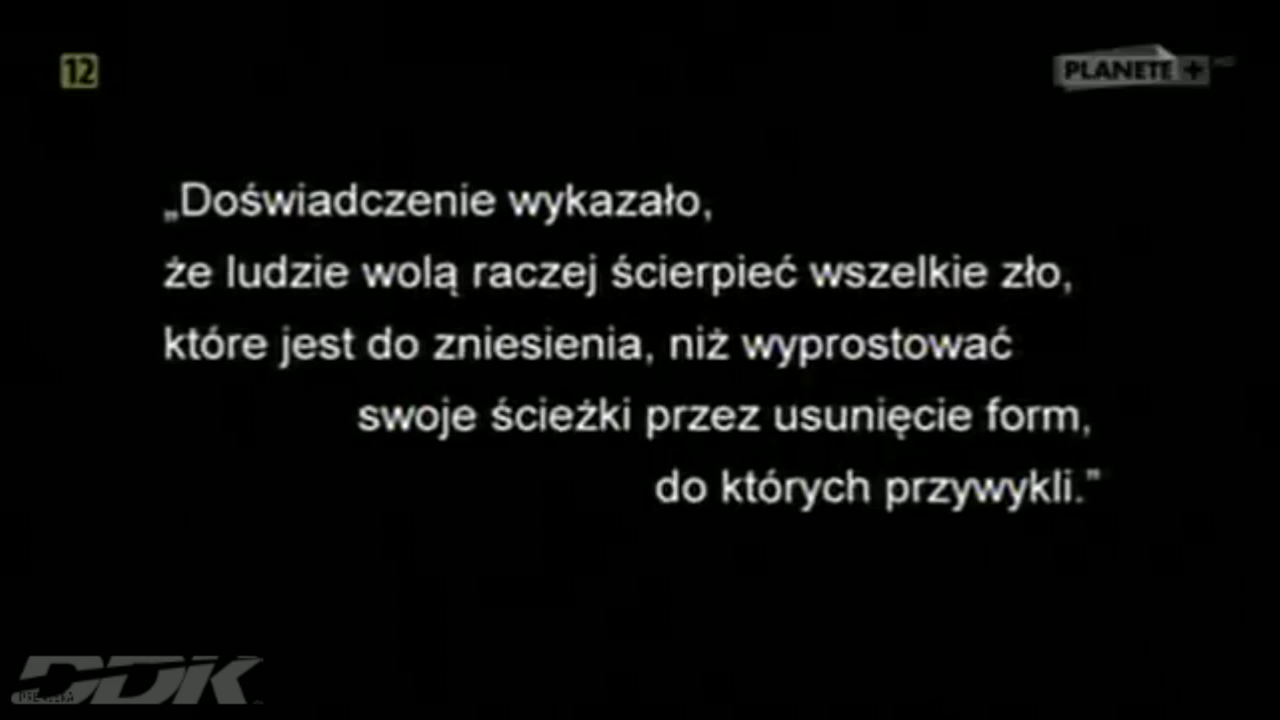 12
PLANETE +
„Doświadczenie wykazało,
że ludzie wolą raczej ścierpieć wszelkie zło,
które jest do zniesienia, niż wyprostować
swoje ścieżki przez usunięcie form,
do których przywykli.”
DDK